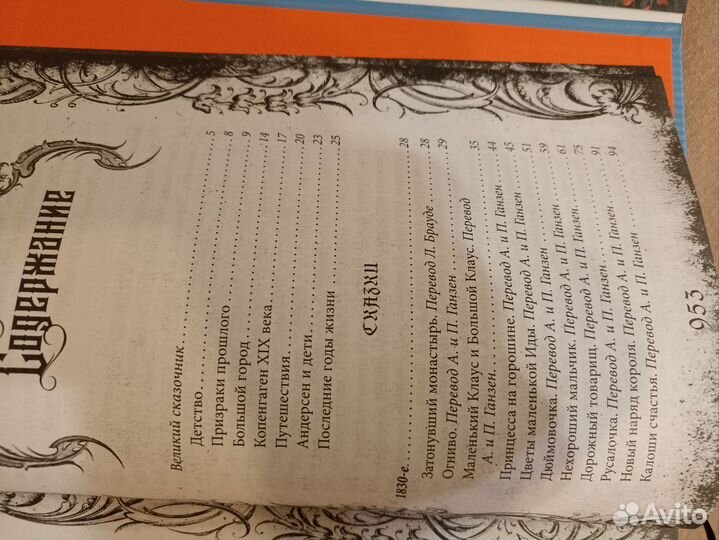 Содержание
Великий сказочник ..... 5
Детство ..... 8
Призраки прошлого ..... 9
Большой город ..... 14
Копенгаген XIX века ..... 17
Путешествия ..... 20
Андерсен и дети ..... 23
Последние годы жизни ..... 25
СКАЗКИ
1830-е ..... 28
Затонувший монастырь. Перевод Л. Брауде ..... 28
Огниво. Перевод А. и П. Ганзен ..... 29
Маленький Клаус и Большой Клаус. Перевод
А. и П. Ганзен ..... 35
Принцесса на горошине. Перевод А. и П. Ганзен ..... 44
Цветы маленькой Иды. Перевод А. и П. Ганзен ..... 45
Дюймовочка. Перевод А. и П. Ганзен ..... 51
Нехороший мальчик. Перевод А. и П. Ганзен ..... 59
Дорожный товарищ. Перевод А. и П. Ганзен ..... 61
Русалочка. Перевод А. и П. Ганзен ..... 75
Новый наряд короля. Перевод А. и П. Ганзен ..... 91
Калоши счастья. Перевод А. и П. Ганзен ..... 94
953
Avito